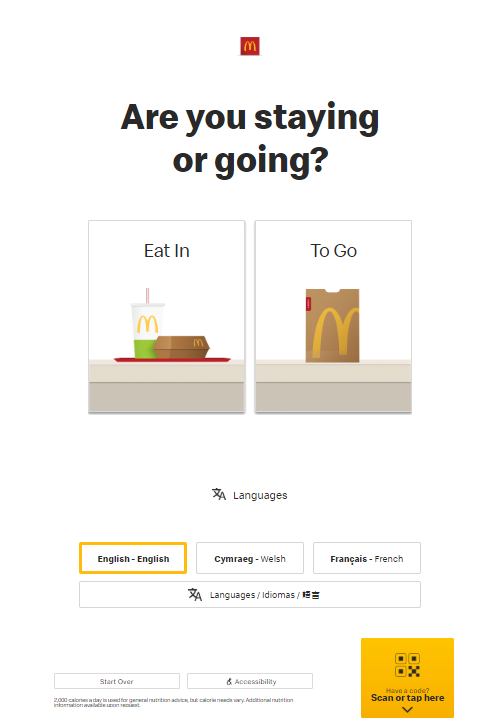 Are you staying
or going?
Eat In
To Go
Languages
English - English
Cymraeg - Welsh
Français - French
Languages / Idiomas / 語言
Start Over
Accessibility
Have a code?
Scan or tap here
2,000 calories a day is used for general nutrition advice, but calorie needs vary. Additional nutrition
information available upon request.